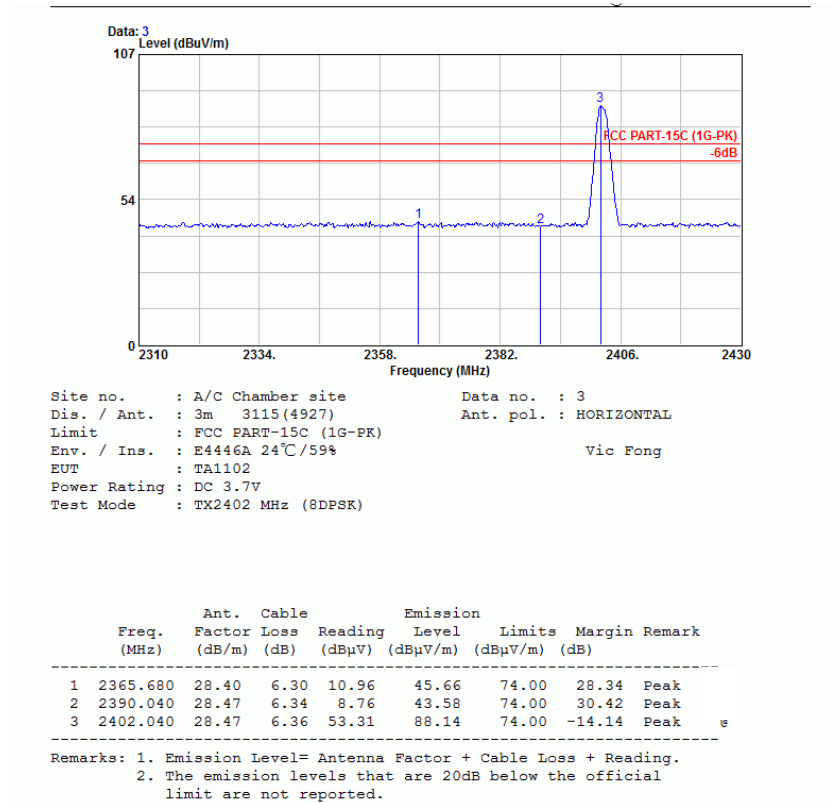 Data: 3
Level (dBuV/m)
107
3
FCC PART-15C (1G-PK)
-6dB
54
1
2
0
2310 2334. 2358. 2382. 2406. 2430
Frequency (MHz)
Site no. : A/C Chamber site Data no. : 3
Dis. / Ant. : 3m 3115(4927) Ant. pol. : HORIZONTAL
Limit : FCC PART-15C (1G-PK)
Env. / Ins. : E4446A 24℃/59% Vic Fong
EUT : TA1102
Power Rating : DC 3.7V
Test Mode : TX2402 MHz (8DPSK)
Ant. Cable Emission
Freq. Factor Loss Reading Level Limits Margin Remark
(MHz) (dB/m) (dB) (dBµV) (dBµV/m) (dBµV/m) (dB)
1 2365.680 28.40 6.30 10.96 45.66 74.00 28.34 Peak
2 2390.040 28.47 6.34 8.76 43.58 74.00 30.42 Peak
3 2402.040 28.47 6.36 53.31 88.14 74.00 -14.14 Peak
Remarks: 1. Emission Level= Antenna Factor + Cable Loss + Reading.
2. The emission levels that are 20dB below the official
limit are not reported.